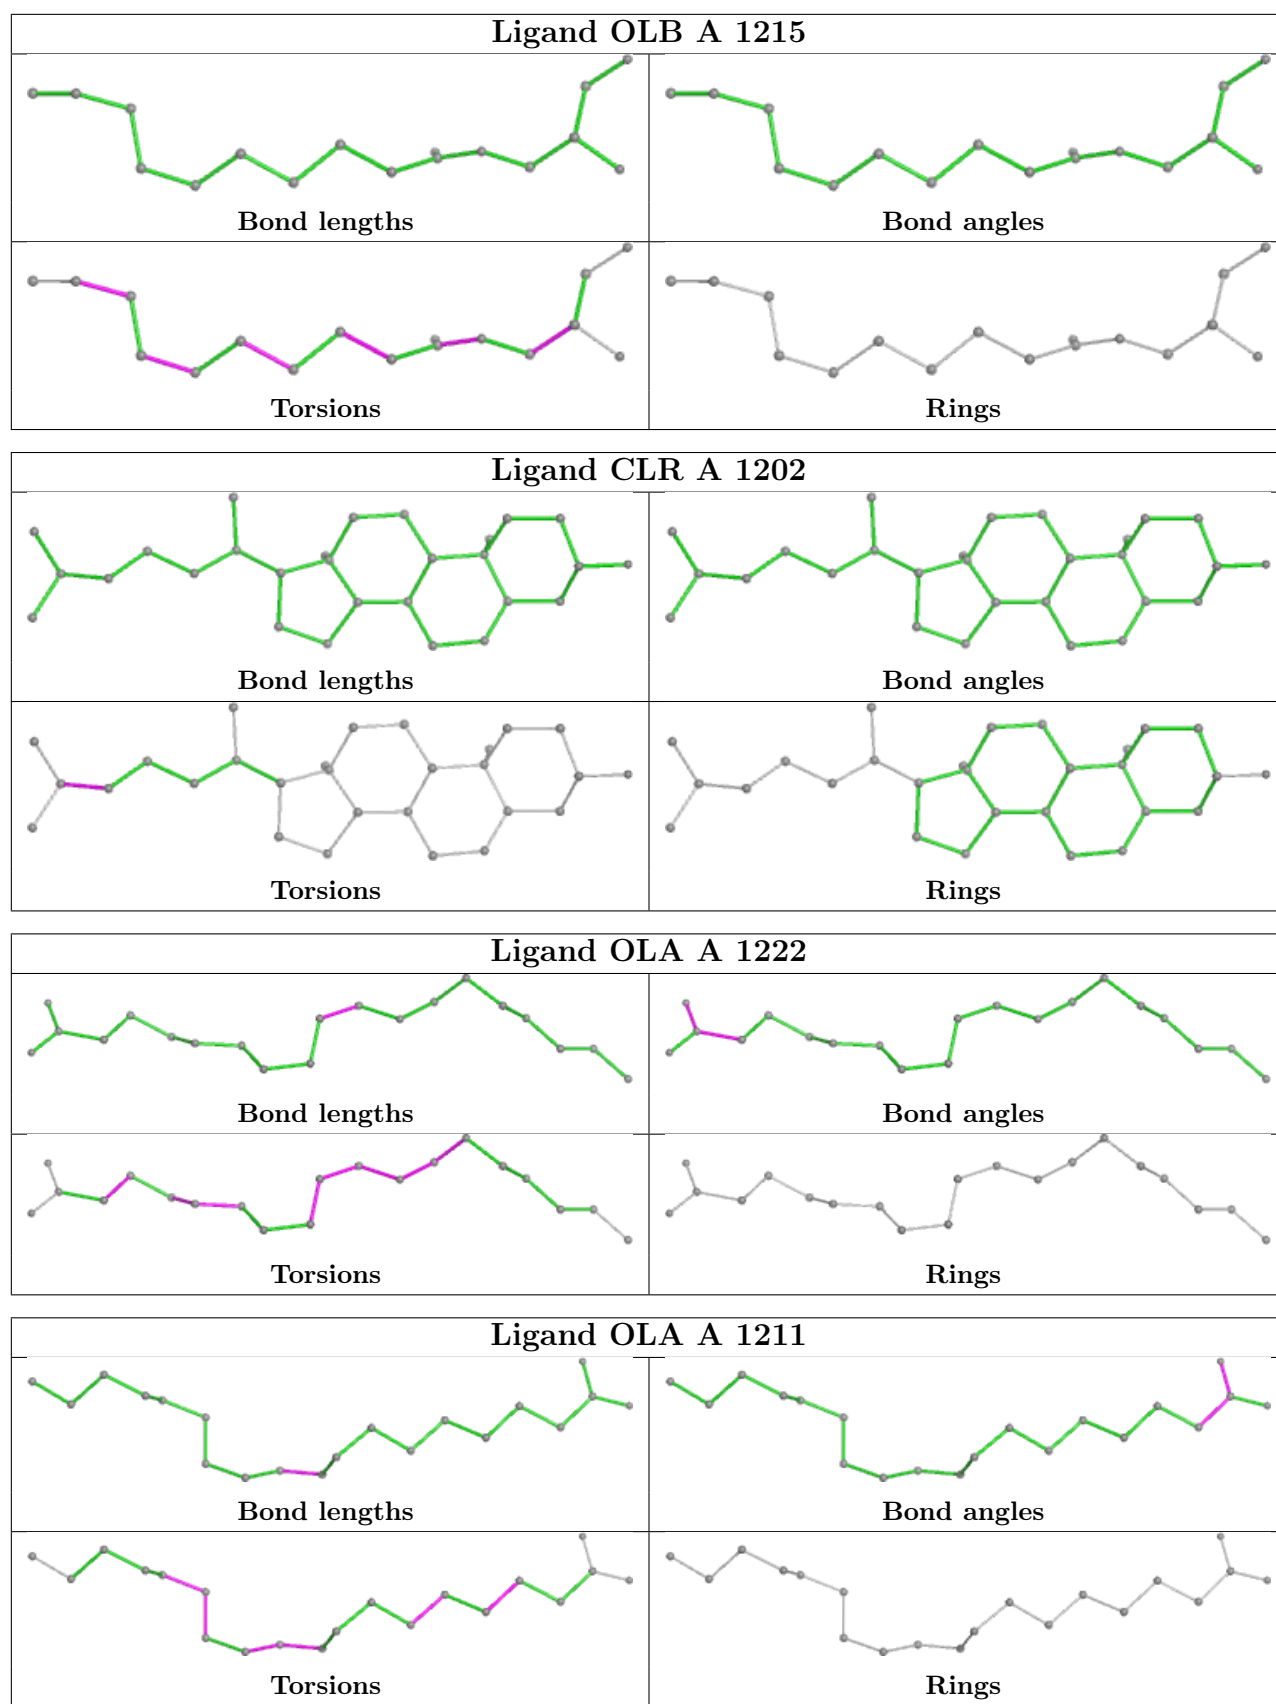 Ligand OLB A 1215
Bond lengths
Bond angles
Torsions
Rings
Ligand CLR A 1202
Bond lengths
Bond angles
Torsions
Rings
Ligand OLA A 1222
Bond lengths
Bond angles
Torsions
Rings
Ligand OLA A 1211
Bond lengths
Bond angles
Torsions
Rings